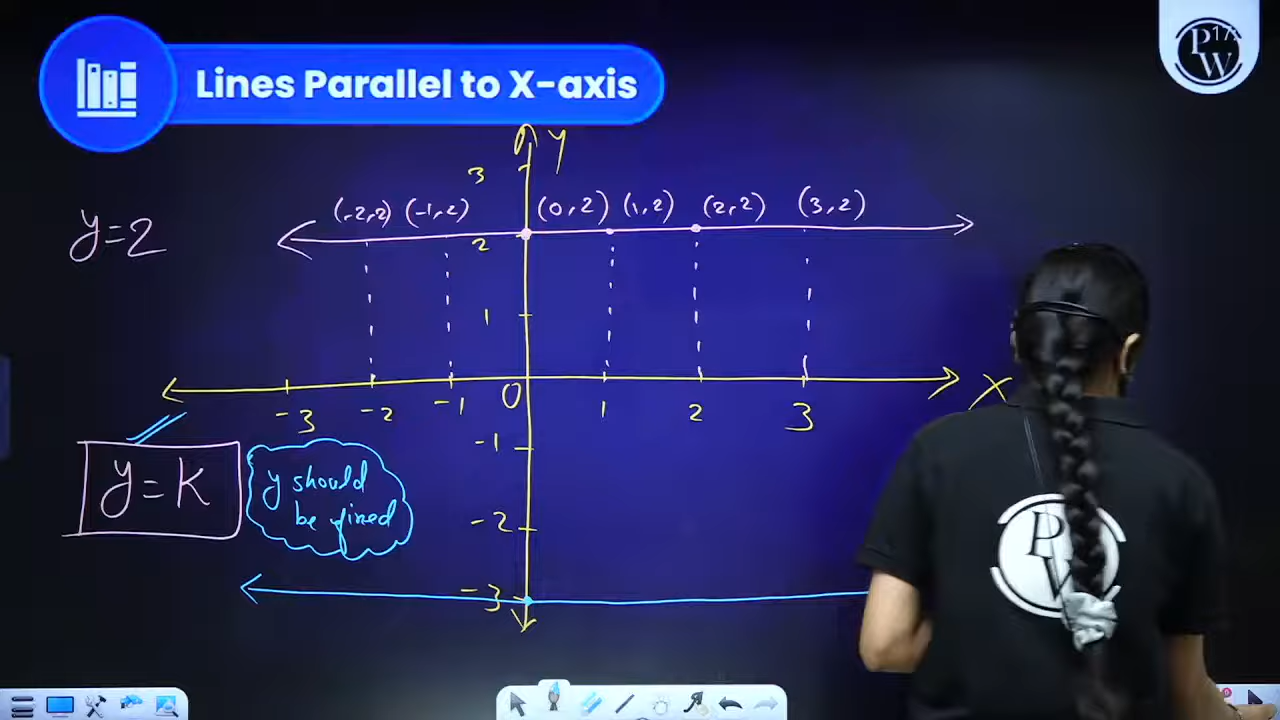 Lines Parallel to X-axis
PW
y
3
(-2,2) (-1,2) (0,2) (1,2) (2,2) (3,2)
y=2
2
1
-3 -2 -1 0 1 2 3
X
-1
y=K
y should
be fixed
-2
-3
PW